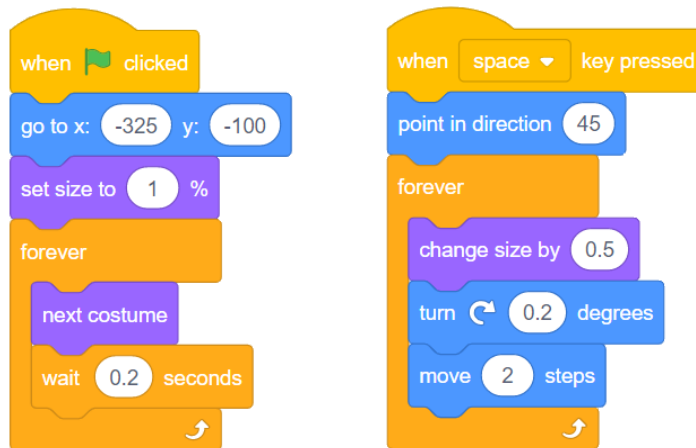 when clicked
go to x: -325 y: -100
set size to 1 %
forever
next costume
wait 0.2 seconds
when space key pressed
point in direction 45
forever
change size by 0.5
turn 0.2 degrees
move 2 steps